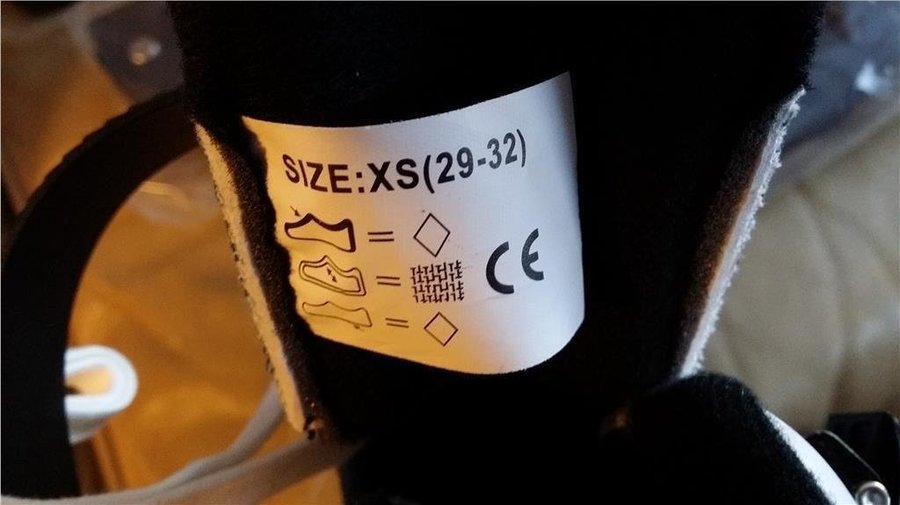 SIZE:XS(29-32)
=
= CE
=